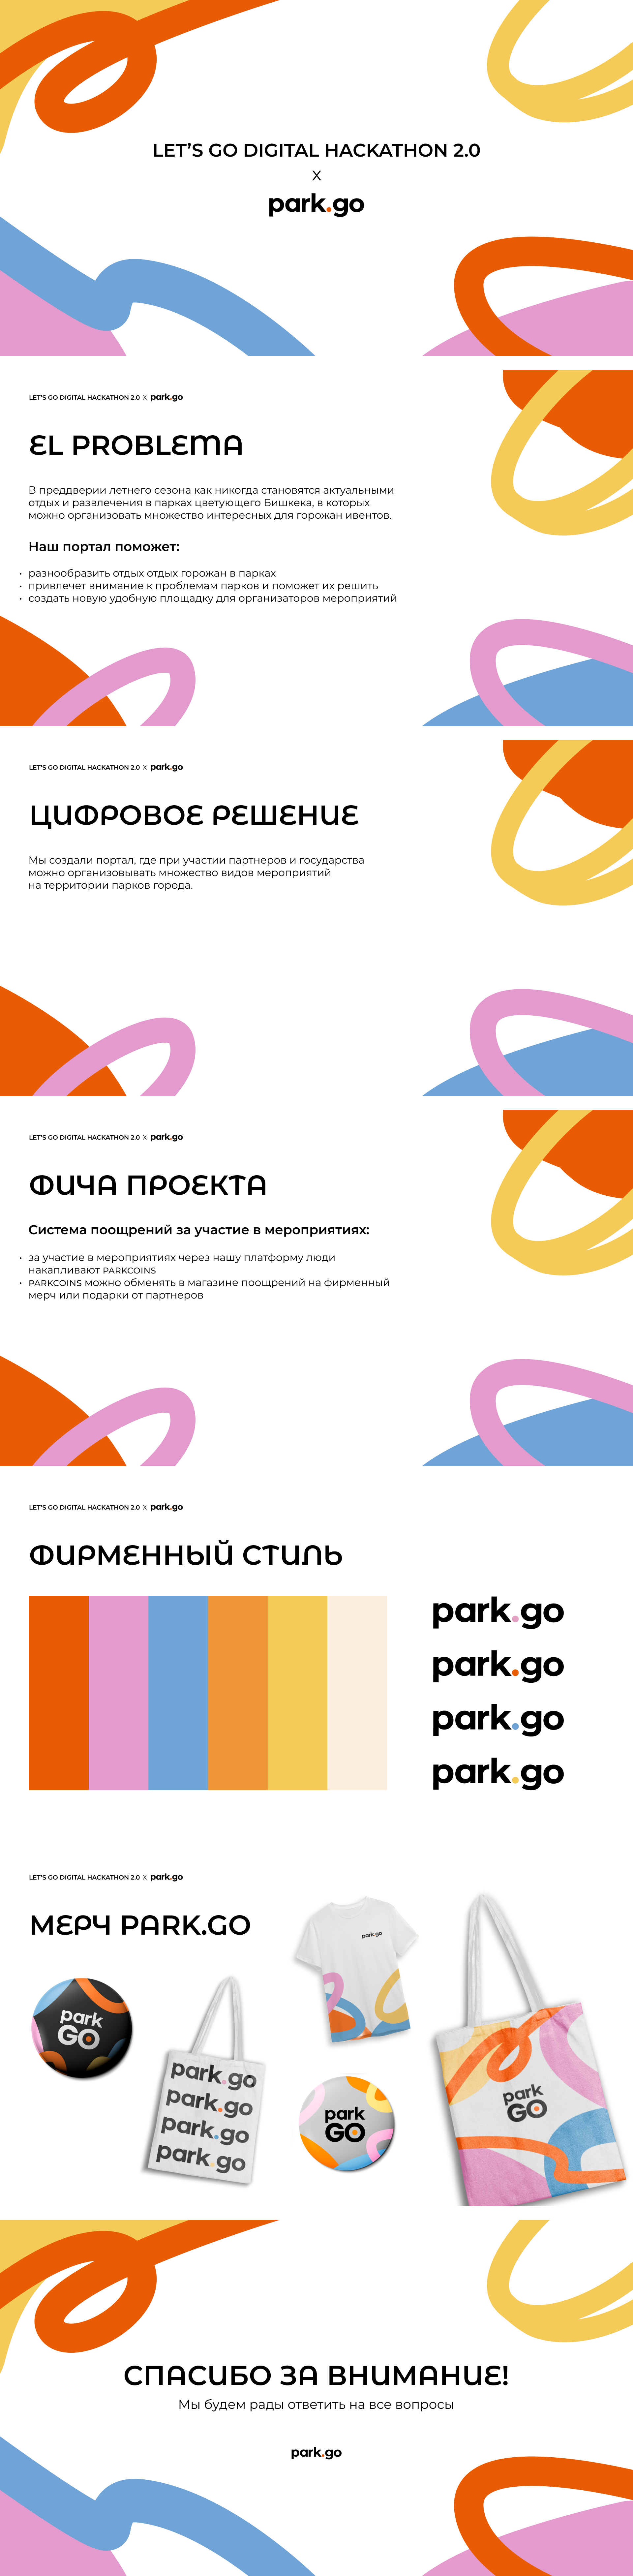 LET’S GO DIGITAL HACKATHON 2.0
X
park.go
LET’S GO DIGITAL HACKATHON 2.0 X park.go
EL PROBLEMA
В преддверии летнего сезона как никогда становятся актуальными
отдых и развлечения в парках цветующего Бишкека, в которых
можно организовать множество интересных для горожан ивентов.
Наш портал поможет:
· разнообразить отдых отдых горожан в парках
· привлечет внимание к проблемам парков и поможет их решить
· создать новую удобную площадку для организаторов мероприятий
LET’S GO DIGITAL HACKATHON 2.0 X park.go
ЦИФРОВОЕ РЕШЕНИЕ
Мы создали портал, где при участии партнеров и государства
можно организовывать множество видов мероприятий
на территории парков города.
LET’S GO DIGITAL HACKATHON 2.0 X park.go
ФИЧА ПРОЕКТА
Система поощрений за участие в мероприятиях:
· за участие в мероприятиях через нашу платформу люди
накапливают PARKCOINS
· PARKCOINS можно обменять в магазине поощрений на фирменный
мерч или подарки от партнеров
LET’S GO DIGITAL HACKATHON 2.0 X park.go
ФИРМЕННЫЙ СТИЛЬ
park.go
park.go
park.go
park.go
LET’S GO DIGITAL HACKATHON 2.0 X park.go
МЕРЧ PARK.GO
park.go
park
GO
park.go
park.go
park.go
park.go
park
GO
park
GO
СПАСИБО ЗА ВНИМАНИЕ!
Мы будем рады ответить на все вопросы
park.go